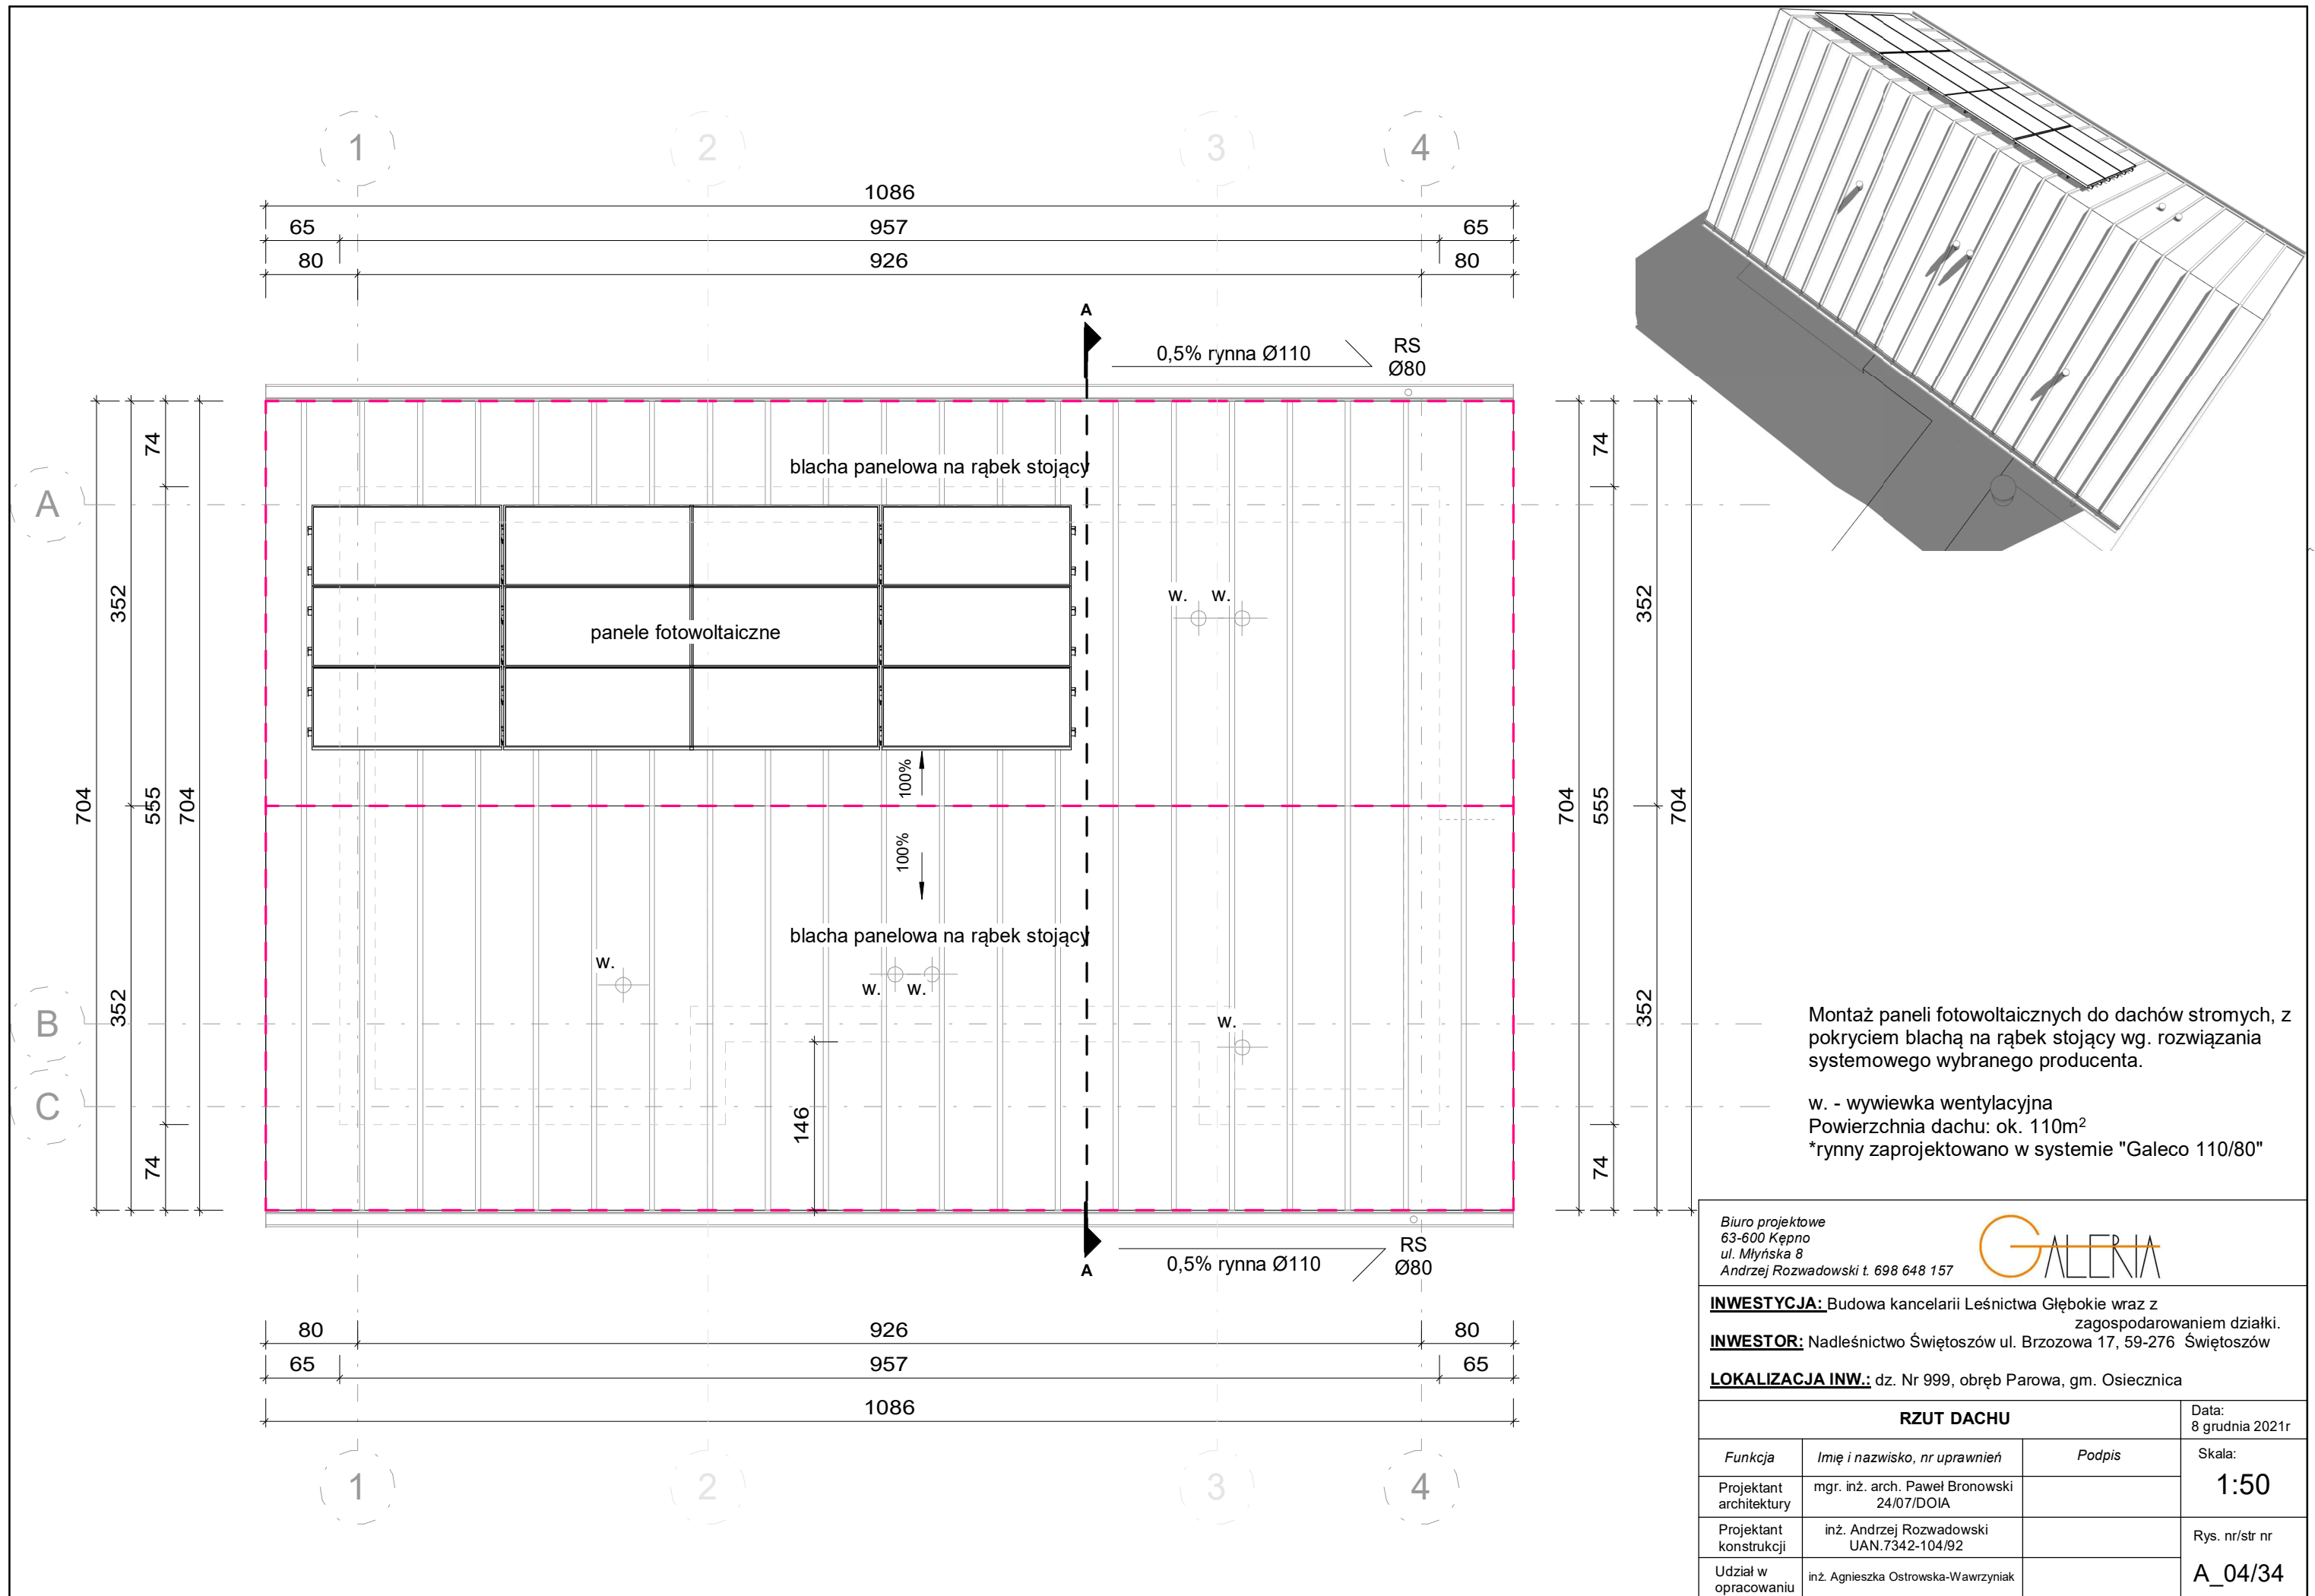 1
2
3
4
1086
65
957
65
80
926
80
A
0,5% rynna Ø110
RS
Ø80
74
74
blacha panelowa na rąbek stojący
A
352
352
w.
w.
panele fotowoltaiczne
100%
704
555
704
704
555
704
100%
blacha panelowa na rąbek stojący
w.
w.
w.
352
352
B
w.
C
146
74
74
A
0,5% rynna Ø110
RS
Ø80
80
926
80
65
957
65
1086
1
2
3
4
Montaż paneli fotowoltaicznych do dachów stromych, z
pokryciem blachą na rąbek stojący wg. rozwiązania
systemowego wybranego producenta.
w. - wywiewka wentylacyjna
Powierzchnia dachu: ok. 110m²
*rynny zaprojektowano w systemie "Galeco 110/80"
Biuro projektowe
63-600 Kępno
ul. Młyńska 8
Andrzej Rozwadowski t. 698 648 157
GALERIA
INWESTYCJA: Budowa kancelarii Leśnictwa Głębokie wraz z
zagospodarowaniem działki.
INWESTOR: Nadleśnictwo Świętoszów ul. Brzozowa 17, 59-276 Świętoszów
LOKALIZACJA INW.: dz. Nr 999, obręb Parowa, gm. Osiecznica
RZUT DACHU
Data:
8 grudnia 2021r
Funkcja
Imię i nazwisko, nr uprawnień
Podpis
Skala:
1:50
Projektant
architektury
mgr. inż. arch. Paweł Bronowski
24/07/DOIA
Projektant
konstrukcji
inż. Andrzej Rozwadowski
UAN.7342-104/92
Rys. nr/str nr
A_04/34
Udział w
opracowaniu
inż. Agnieszka Ostrowska-Wawrzyniak